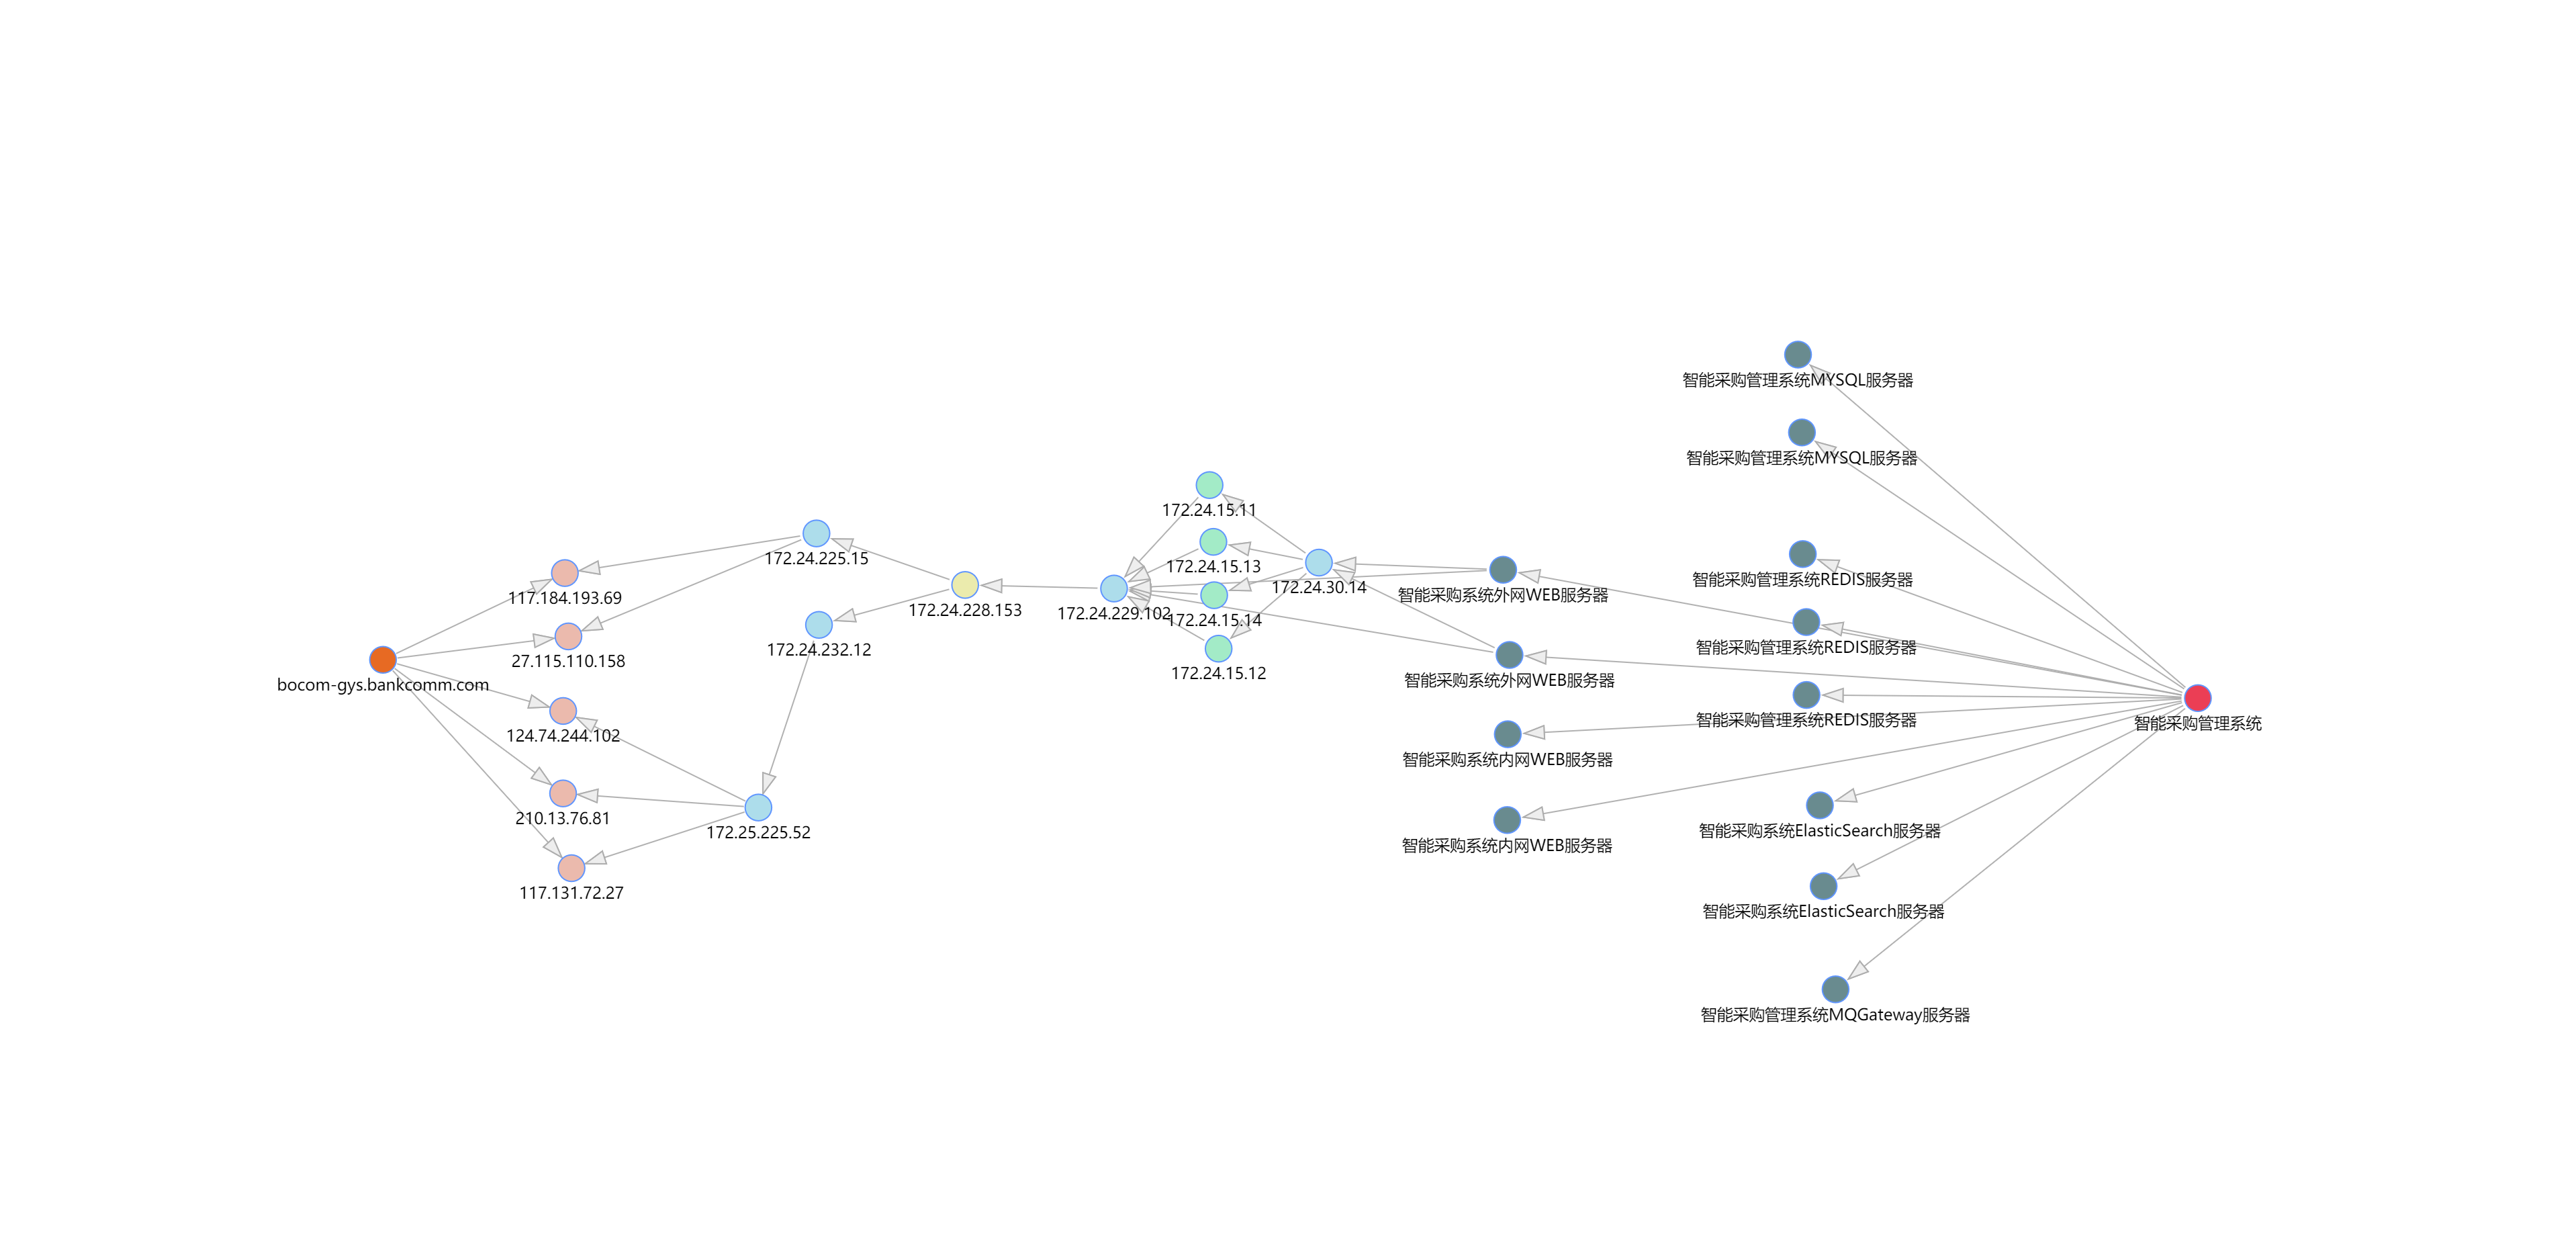 智能采购管理系统MYSQL服务器
智能采购管理系统MYSQL服务器
172.24.15.11
172.24.225.15
172.24.15.13
智能采购管理系统REDIS服务器
172.24.30.14
117.184.193.69
智能采购系统外网WEB服务器
172.24.228.153
172.24.229.102
172.24.15.14
172.24.232.12
智能采购管理系统REDIS服务器
27.115.110.158
172.24.15.12
智能采购系统外网WEB服务器
bocom-gys.bankcomm.com
智能采购管理系统REDIS服务器
智能采购管理系统
124.74.244.102
智能采购系统内网WEB服务器
210.13.76.81
172.25.225.52
智能采购系统ElasticSearch服务器
智能采购系统内网WEB服务器
117.131.72.27
智能采购系统ElasticSearch服务器
智能采购管理系统MQGateway服务器